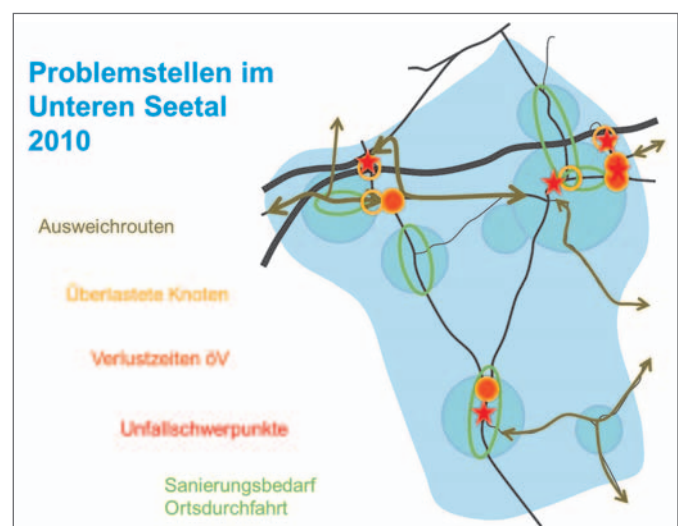 Problemstellen im
Unteren Seetal
2010
Ausweichrouten
Überlastete Knoten
Verlustzeiten öV
Unfallschwerpunkte
Sanierungsbedarf
Ortsdurchfahrt